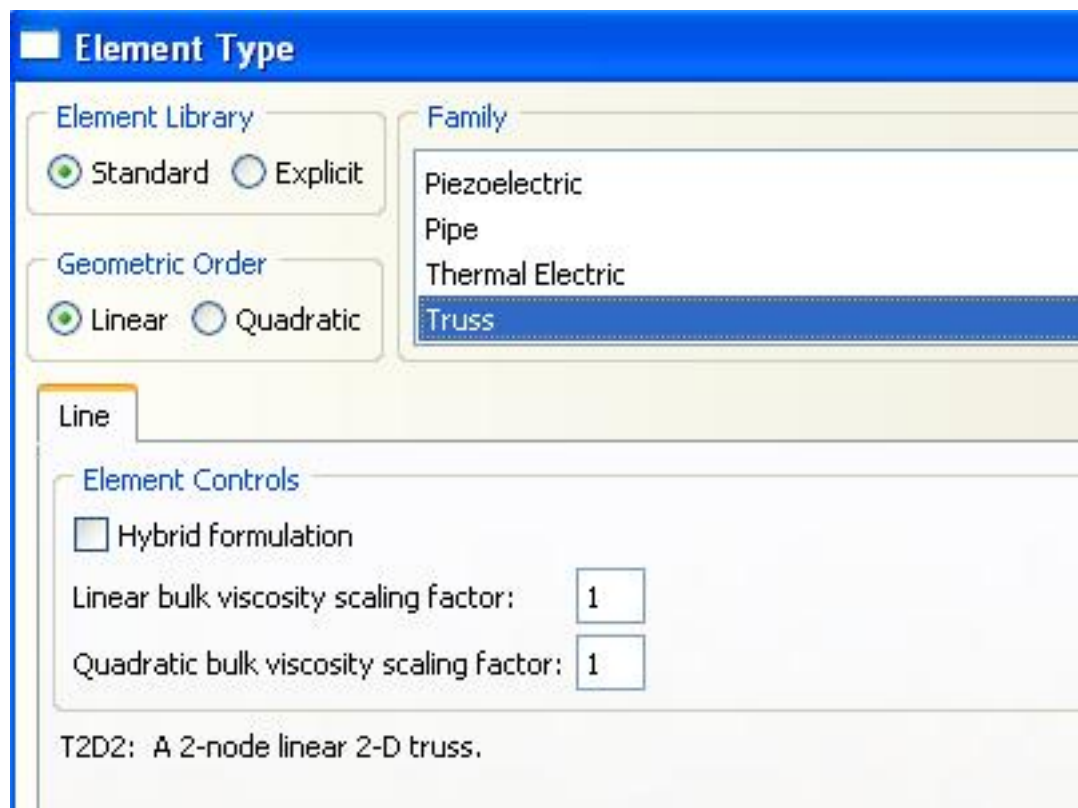 Element Type
Element Library
Standard Explicit
Family
Piezoelectric
Pipe
Thermal Electric
Truss
Geometric Order
Linear Quadratic
Line
Element Controls
Hybrid formulation
Linear bulk viscosity scaling factor: 1
Quadratic bulk viscosity scaling factor: 1
T2D2: A 2-node linear 2-D truss.